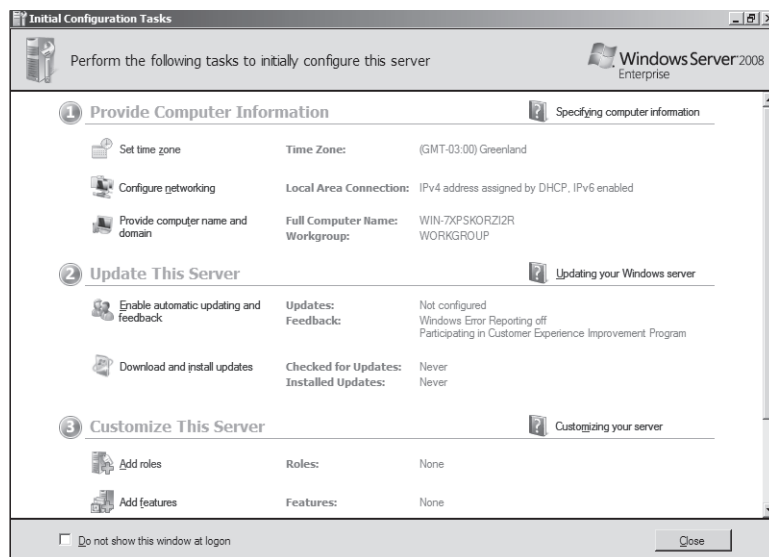 Initial Configuration Tasks
Perform the following tasks to initially configure this server
Windows Server 2008
Enterprise
1 Provide Computer Information
Specifying computer information
Set time zone Time Zone: (GMT-03:00) Greenland
Configure networking Local Area Connection: IPv4 address assigned by DHCP, IPv6 enabled
Provide computer name and domain
Full Computer Name: WIN-7XPSKORZI2R
Workgroup: WORKGROUP
2 Update This Server
Updating your Windows server
Enable automatic updating and feedback
Updates: Not configured
Feedback: Windows Error Reporting off
Participating in Customer Experience Improvement Program
Download and install updates
Checked for Updates: Never
Installed Updates: Never
3 Customize This Server
Customizing your server
Add roles Roles: None
Add features Features: None
Do not show this window at logon
Close